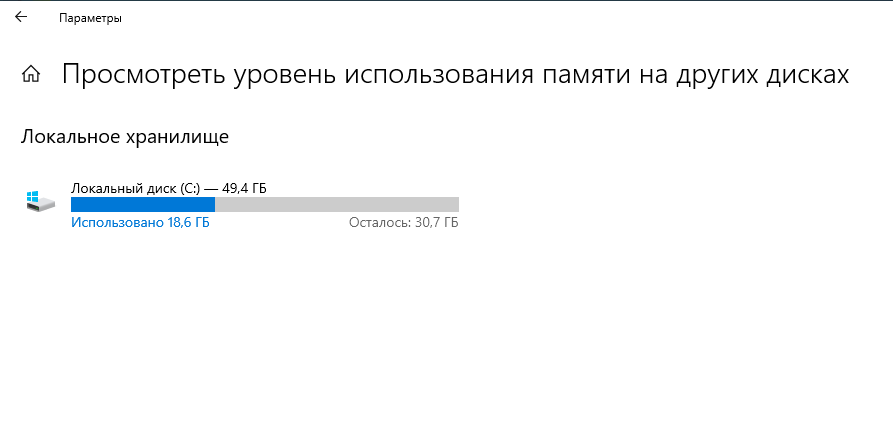 Параметры
Просмотреть уровень использования памяти на других дисках
Локальное хранилище
Локальный диск (C:) — 49,4 ГБ
Использовано 18,6 ГБ Осталось: 30,7 ГБ